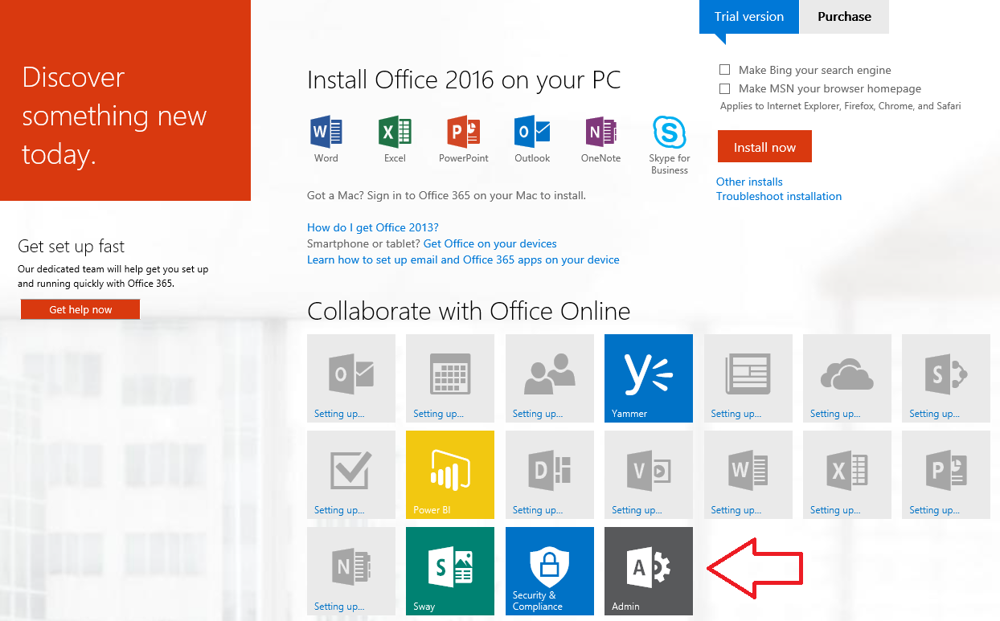 Discover
something new
today.
Get set up fast
Our dedicated team will help get you set up
and running quickly with Office 365.
Get help now
Trial version
Purchase
Install Office 2016 on your PC
W
Word
X
Excel
P
PowerPoint
O
Outlook
N
OneNote
S
Skype for
Business
Got a Mac? Sign in to Office 365 on your Mac to install.
How do I get Office 2013?
Smartphone or tablet? Get Office on your devices
Learn how to set up email and Office 365 apps on your device
Make Bing your search engine
Make MSN your browser homepage
Applies to Internet Explorer, Firefox, Chrome, and Safari
Install now
Other installs
Troubleshoot installation
Collaborate with Office Online
O
Setting up...
Setting up...
Setting up...
Y
Yammer
Setting up...
Setting up...
S
Setting up...
Setting up...
Power BI
D
Setting up...
V
Setting up...
W
Setting up...
X
Setting up...
P
Setting up...
N
Setting up...
S
Sway
Security &
Compliance
A
Admin